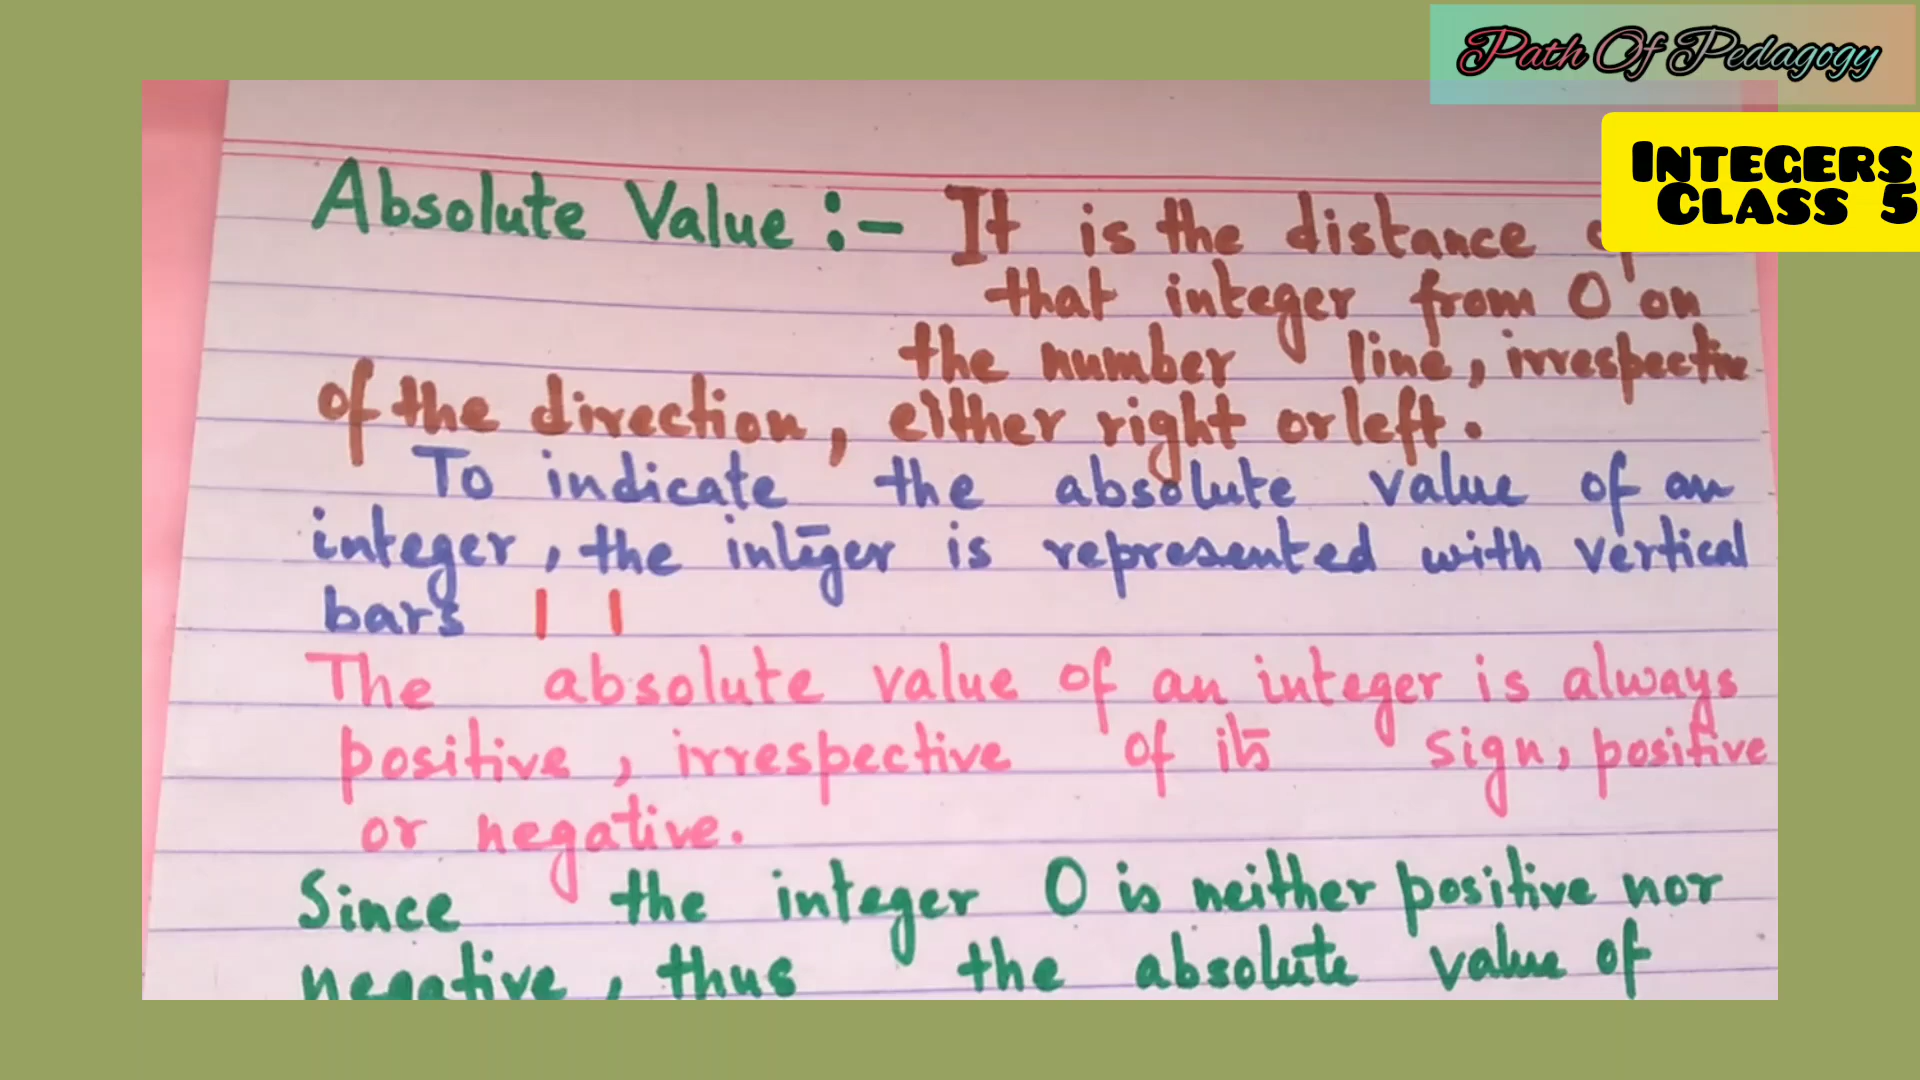 Path Of Pedagogy
INTEGERS
CLASS 5
Absolute Value :- It is the distance
that integer from 0 on
the number line, irrespective
of the direction, either right or left.
To indicate the absolute value of an
integer, the integer is represented with vertical
bars | |
The absolute value of an integer is always
positive, irrespective of its sign, positive
or negative.
Since the integer 0 is neither positive nor
negative, thus the absolute value of